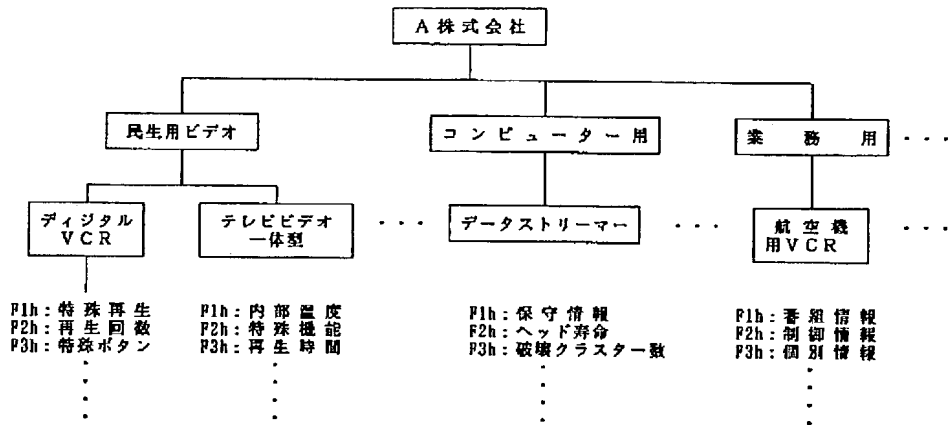 A株式会社
民生用ビデオ
コンピューター用
業務用
・・・
ディジタル
VCR
テレビビデオ
一体型
・・・
データストリーマー
・・・
航空機
用VCR
・・・
F1h:特殊再生
F2h:再生回数
F3h:特殊ボタン
F1h:内部温度
F2h:特殊機能
F3h:再生時間
F1h:保守情報
F2h:ヘッド寿命
F3h:破壊クラスター数
F1h:番組情報
F2h:制御情報
F3h:個別情報